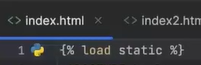 <> index.html ×
<> index2.htm
1 {% load static %}